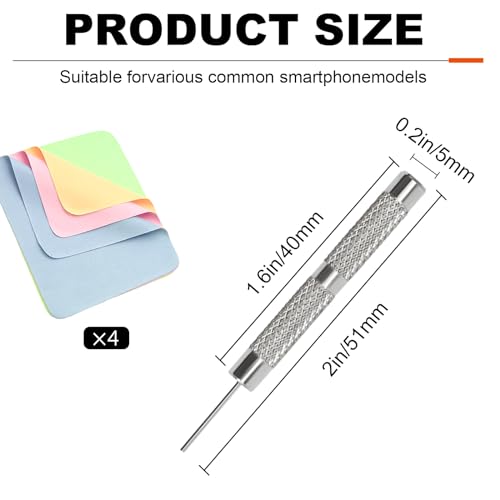 PRODUCT SIZE
Suitable forvarious common smartphonemodels
0.2in/5mm
1.6in/40mm
2in/51mm
×4